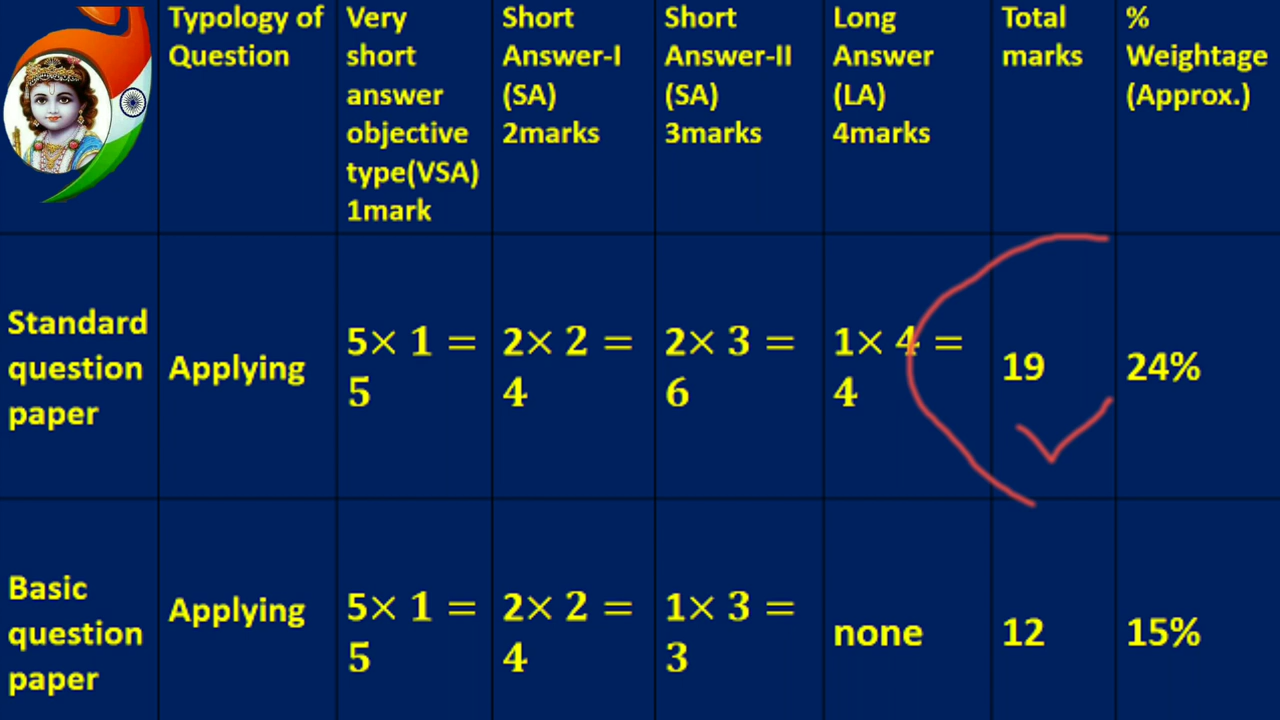 Typology of
Question
Very
short
answer
objective
type(VSA)
1mark
Short
Answer-I
(SA)
2marks
Short
Answer-II
(SA)
3marks
Long
Answer
(LA)
4marks
Total
marks
%
Weightage
(Approx.)
Standard
question
paper
Applying
5× 1 =
5
2× 2 =
4
2× 3 =
6
1× 4 =
4
19
24%
Basic
question
paper
Applying
5× 1 =
5
2× 2 =
4
1× 3 =
3
none
12
15%